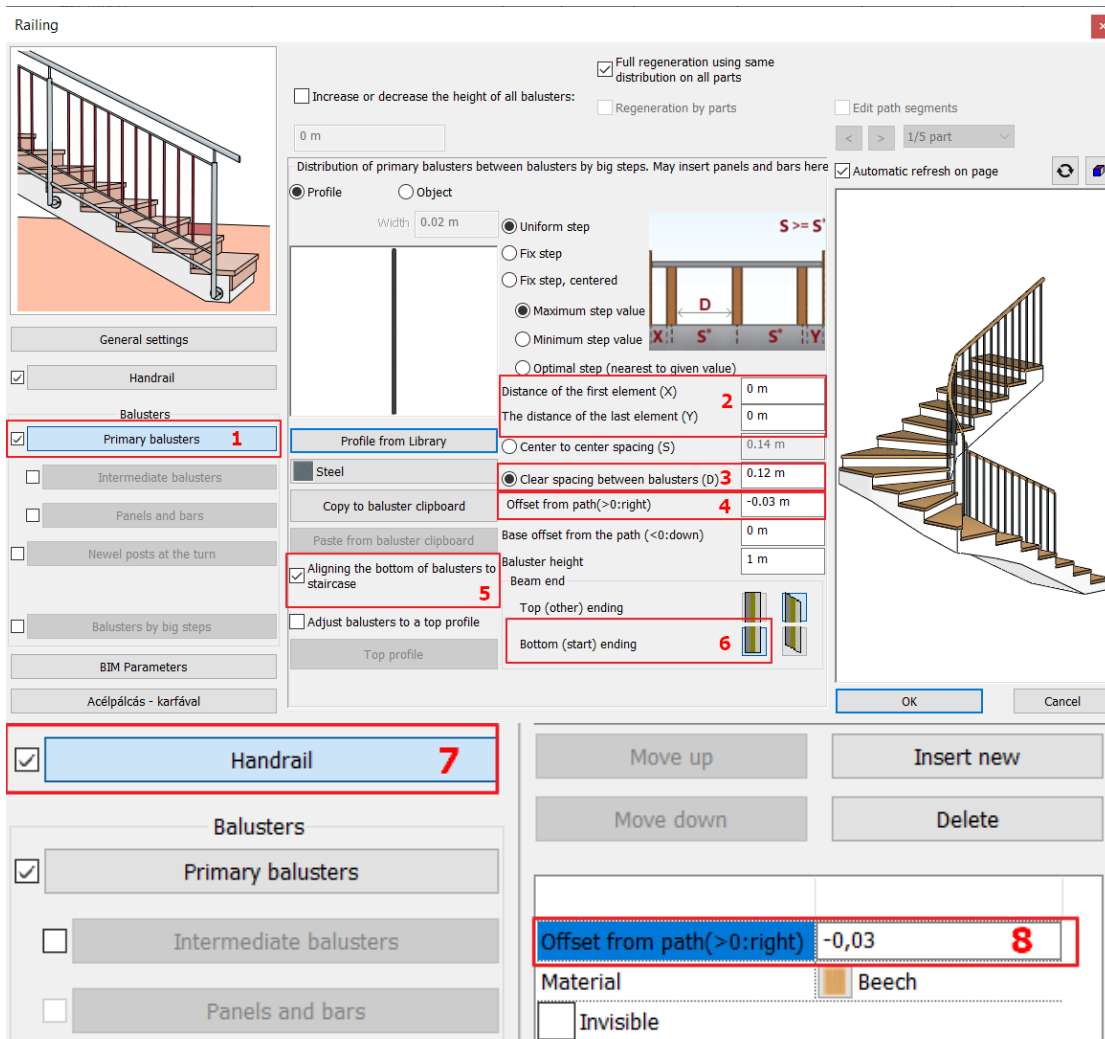 Railing
×
General settings
Handrail
Balusters
Primary balusters 1
Intermediate balusters
Panels and bars
Newel posts at the turn
Balusters by big steps
BIM Parameters
Acélpálcás - karfával
Increase or decrease the height of all balusters:
0 m
Full regeneration using same
distribution on all parts
Regeneration by parts
Edit path segments
< > 1/5 part
Automatic refresh on page
Distribution of primary balusters between balusters by big steps. May insert panels and bars here
Profile Object
Width 0.02 m
Profile from Library
Steel
Copy to baluster clipboard
Paste from baluster clipboard
Aligning the bottom of balusters to
staircase 5
Adjust balusters to a top profile
Top profile
Uniform step
Fix step
Fix step, centered
Maximum step value
Minimum step value
Optimal step (nearest to given value)
S >= S*
D
X S* S* Y
Distance of the first element (X) 0 m
2
The distance of the last element (Y) 0 m
Center to center spacing (S) 0.14 m
Clear spacing between balusters (D) 3 0.12 m
Offset from path(>0:right) 4 -0.03 m
Base offset from the path (<0:down) 0 m
Baluster height 1 m
Beam end
Top (other) ending
Bottom (start) ending 6
OK Cancel
Handrail 7
Balusters
Primary balusters
Intermediate balusters
Panels and bars
Move up Insert new
Move down Delete
Offset from path(>0:right) -0,03 8
Material Beech
Invisible